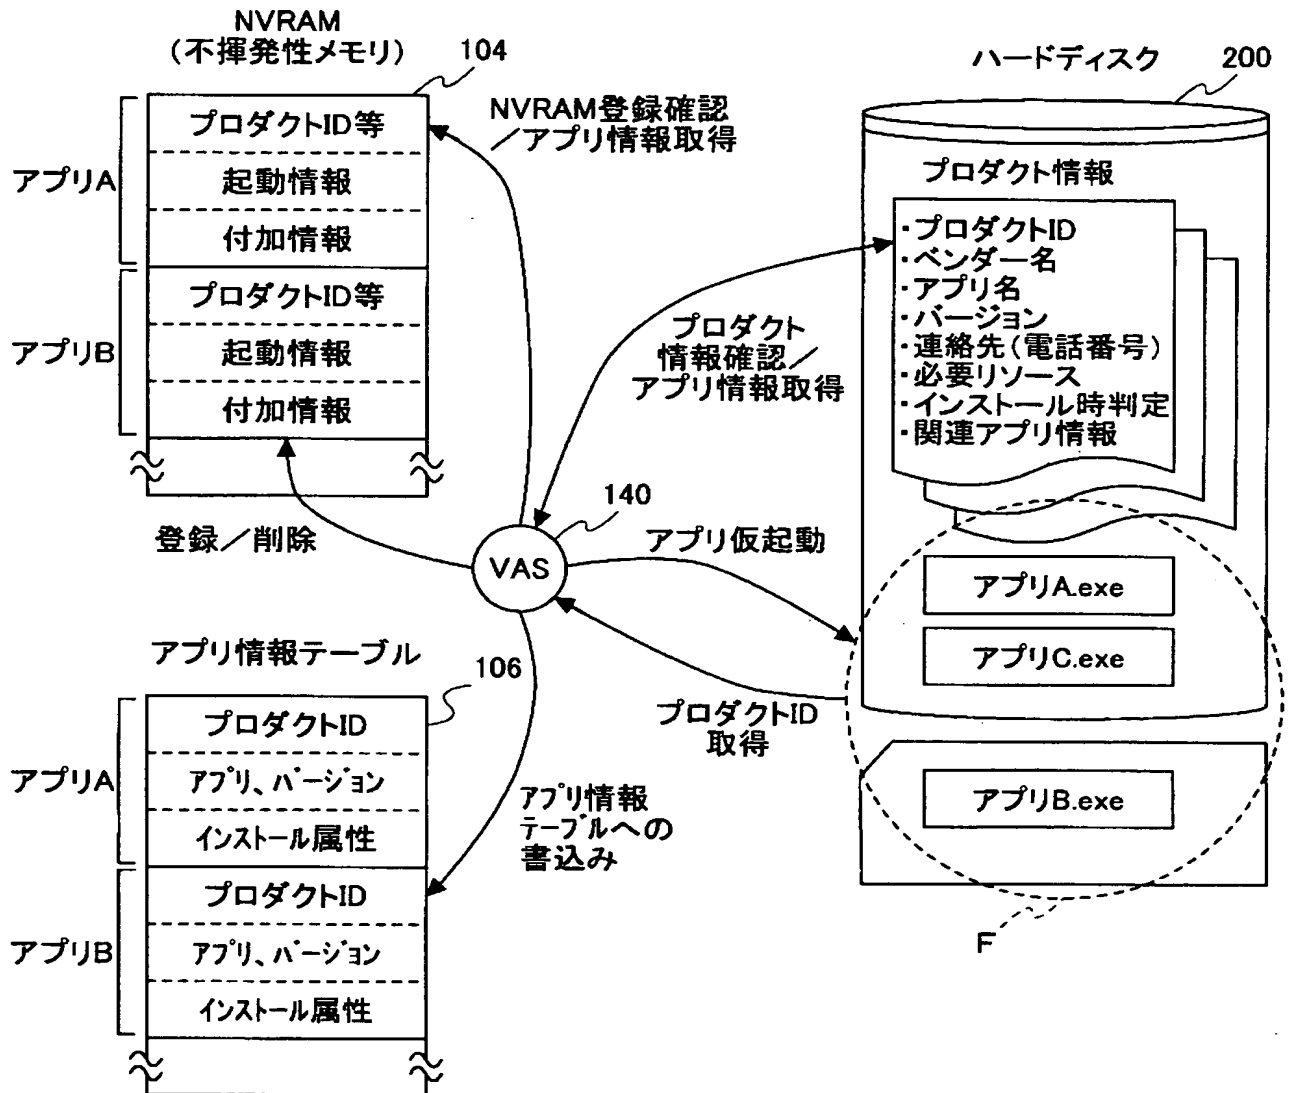 NVRAM
(不揮発性メモリ)
104
アプリA
プロダクトID等
起動情報
付加情報
アプリB
プロダクトID等
起動情報
付加情報
NVRAM登録確認
/アプリ情報取得
ハードディスク
200
プロダクト情報
・プロダクトID
・ベンダー名
・アプリ名
・バージョン
・連絡先(電話番号)
・必要リソース
・インストール時判定
・関連アプリ情報
プロダクト
情報確認/
アプリ情報取得
登録/削除
140
VAS
アプリ仮起動
アプリA.exe
アプリC.exe
プロダクトID
取得
アプリB.exe
F
アプリ情報テーブル
106
アプリA
プロダクトID
アプリ、バージョン
インストール属性
アプリB
プロダクトID
アプリ、バージョン
インストール属性
アプリ情報
テーブルへの
書込み